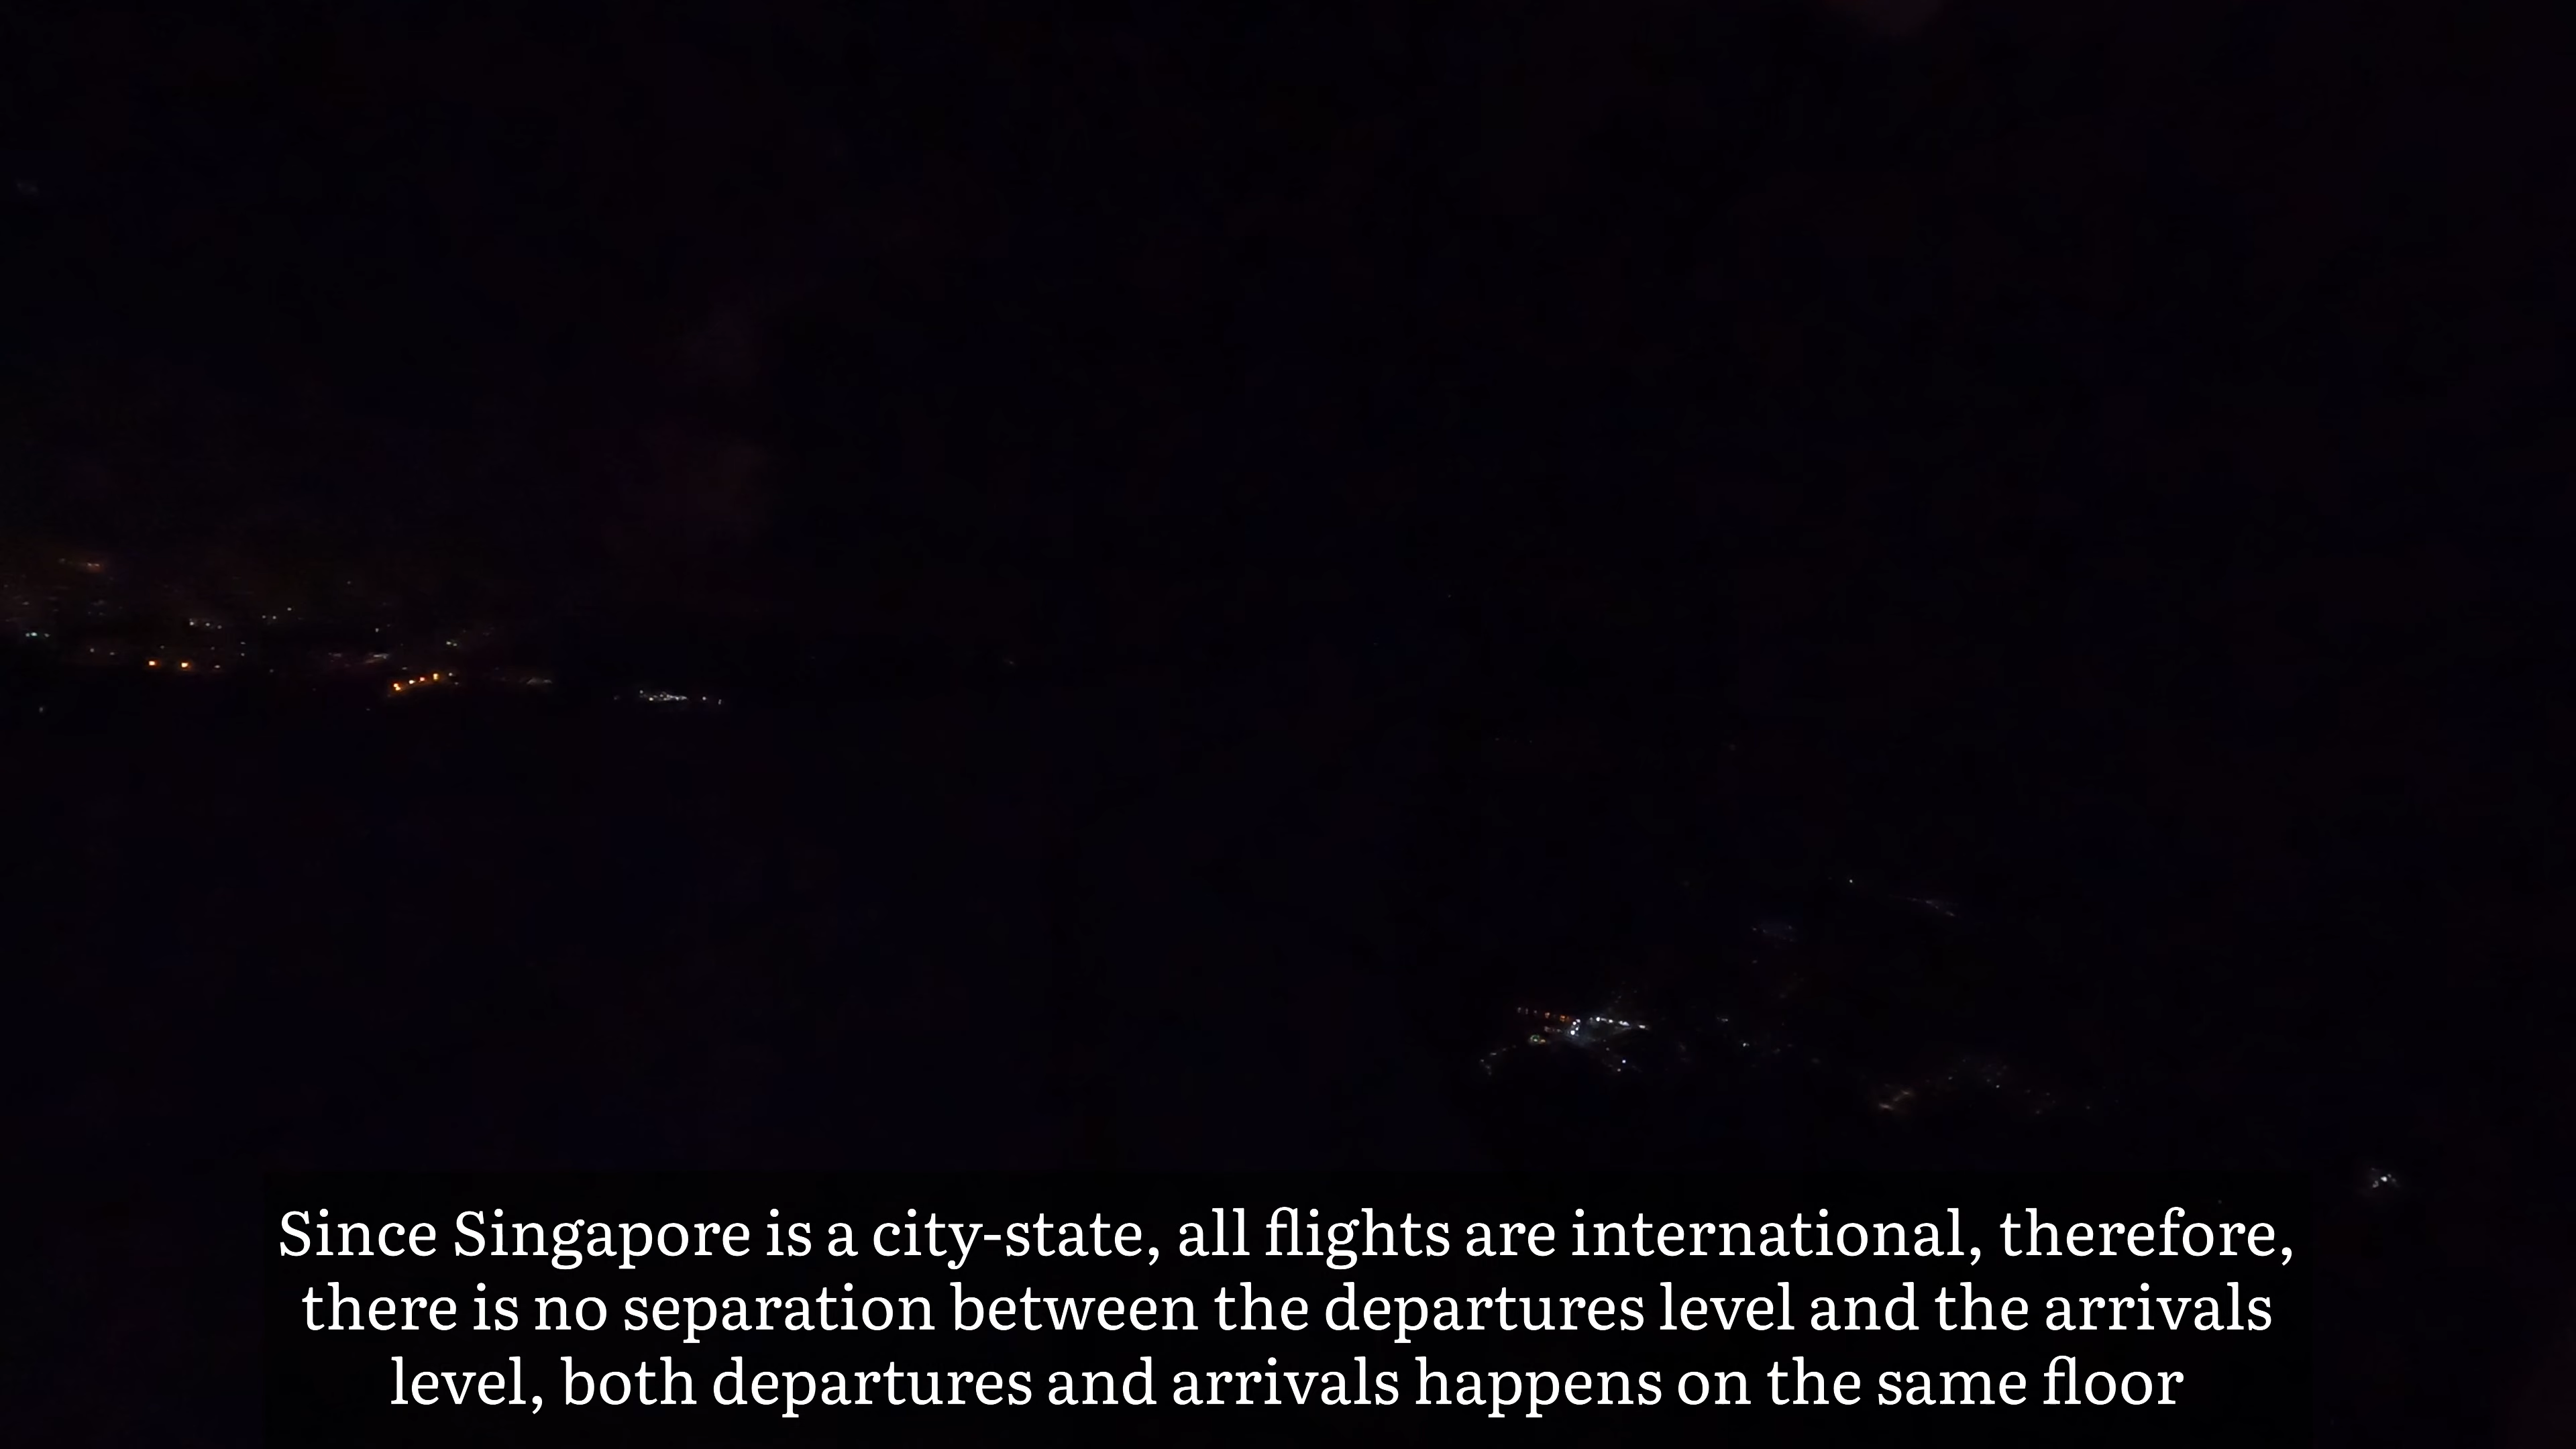 Since Singapore is a city-state, all flights are international, therefore,
there is no separation between the departures level and the arrivals
level, both departures and arrivals happens on the same floor